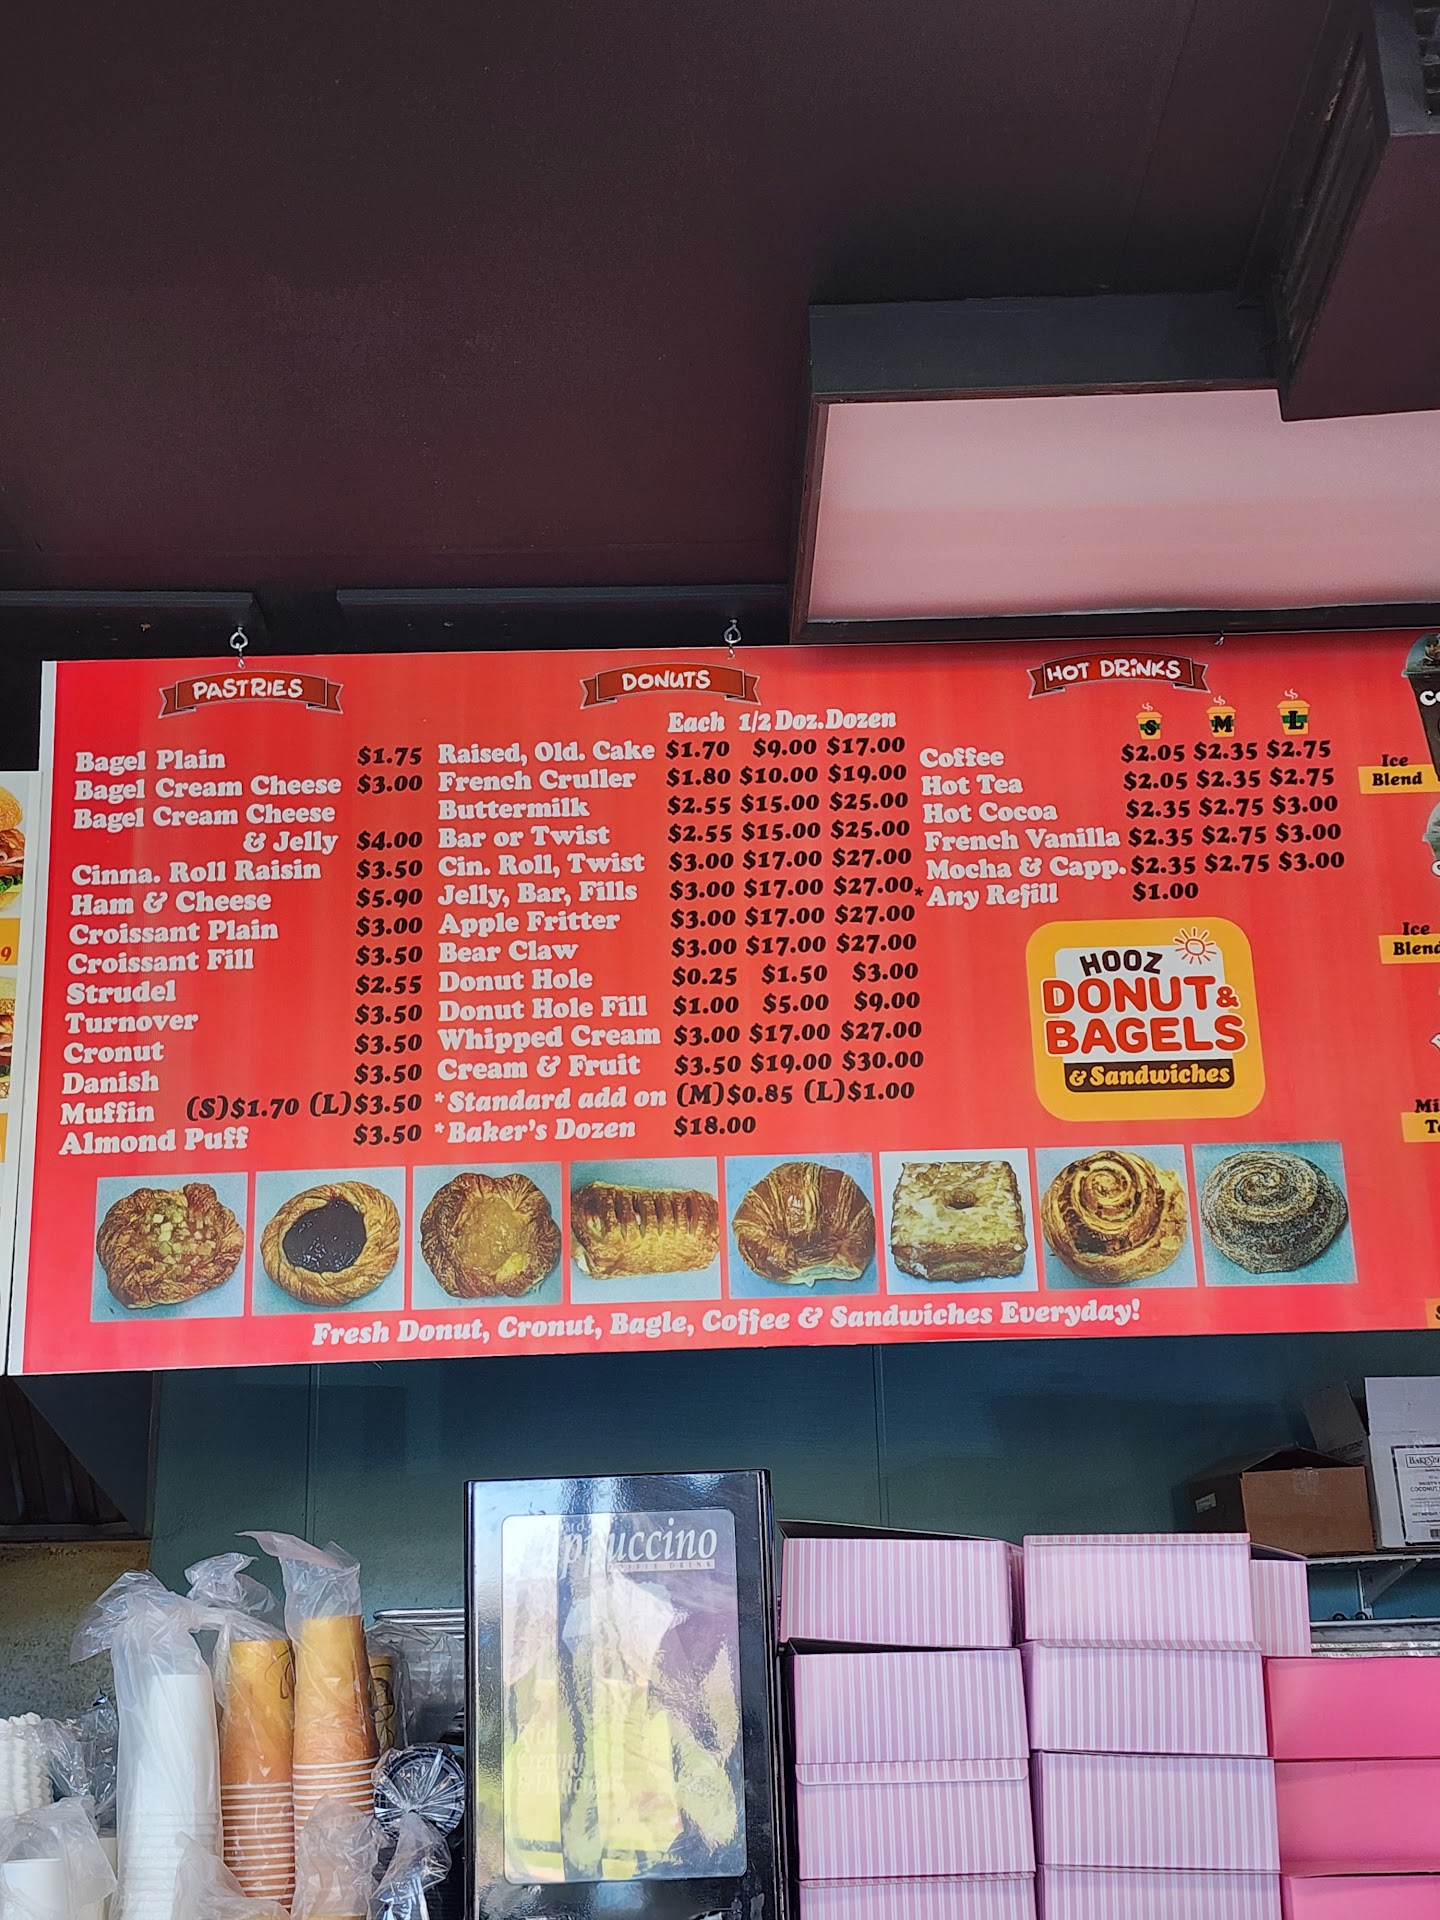 PASTRIES
Bagel Plain $1.75
Bagel Cream Cheese $3.00
Bagel Cream Cheese
& Jelly $4.00
Cinna. Roll Raisin $3.50
Ham & Cheese $5.90
Croissant Plain $3.00
Croissant Fill $3.50
Strudel $2.55
Turnover $3.50
Cronut $3.50
Danish $3.50
Muffin (S)$1.70 (L)$3.50
Almond Puff $3.50
DONUTS
Each 1/2 Doz. Dozen
Raised, Old. Cake $1.70 $9.00 $17.00
French Cruller $1.80 $10.00 $19.00
Buttermilk $2.55 $15.00 $25.00
Bar or Twist $2.55 $15.00 $25.00
Cin. Roll, Twist $3.00 $17.00 $27.00
Jelly, Bar, Fills $3.00 $17.00 $27.00
Apple Fritter $3.00 $17.00 $27.00
Bear Claw $3.00 $17.00 $27.00
Donut Hole $0.25 $1.50 $3.00
Donut Hole Fill $1.00 $5.00 $9.00
Whipped Cream $3.00 $17.00 $27.00
Cream & Fruit $3.50 $19.00 $30.00
*Standard add on (M)$0.85 (L)$1.00
*Baker's Dozen $18.00
HOT DRINKS
S M L
Coffee $2.05 $2.35 $2.75
Hot Tea $2.05 $2.35 $2.75
Hot Cocoa $2.35 $2.75 $3.00
French Vanilla $2.35 $2.75 $3.00
Mocha & Capp. $2.35 $2.75 $3.00
*Any Refill $1.00
HOOZ
DONUT &
BAGELS
& Sandwiches
Fresh Donut, Cronut, Bagle, Coffee & Sandwiches Everyday!
Ice
Blend
Ice
Blend